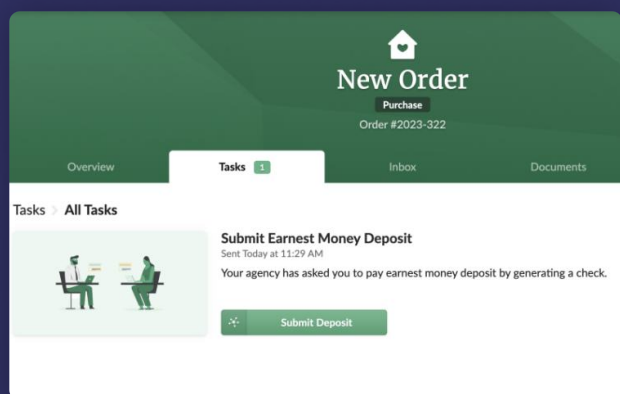 New Order
Purchase
Order #2023-322
Overview
Tasks 1
Inbox
Documents
Tasks > All Tasks
Submit Earnest Money Deposit
Sent Today at 11:29 AM
Your agency has asked you to pay earnest money deposit by generating a check.
Submit Deposit